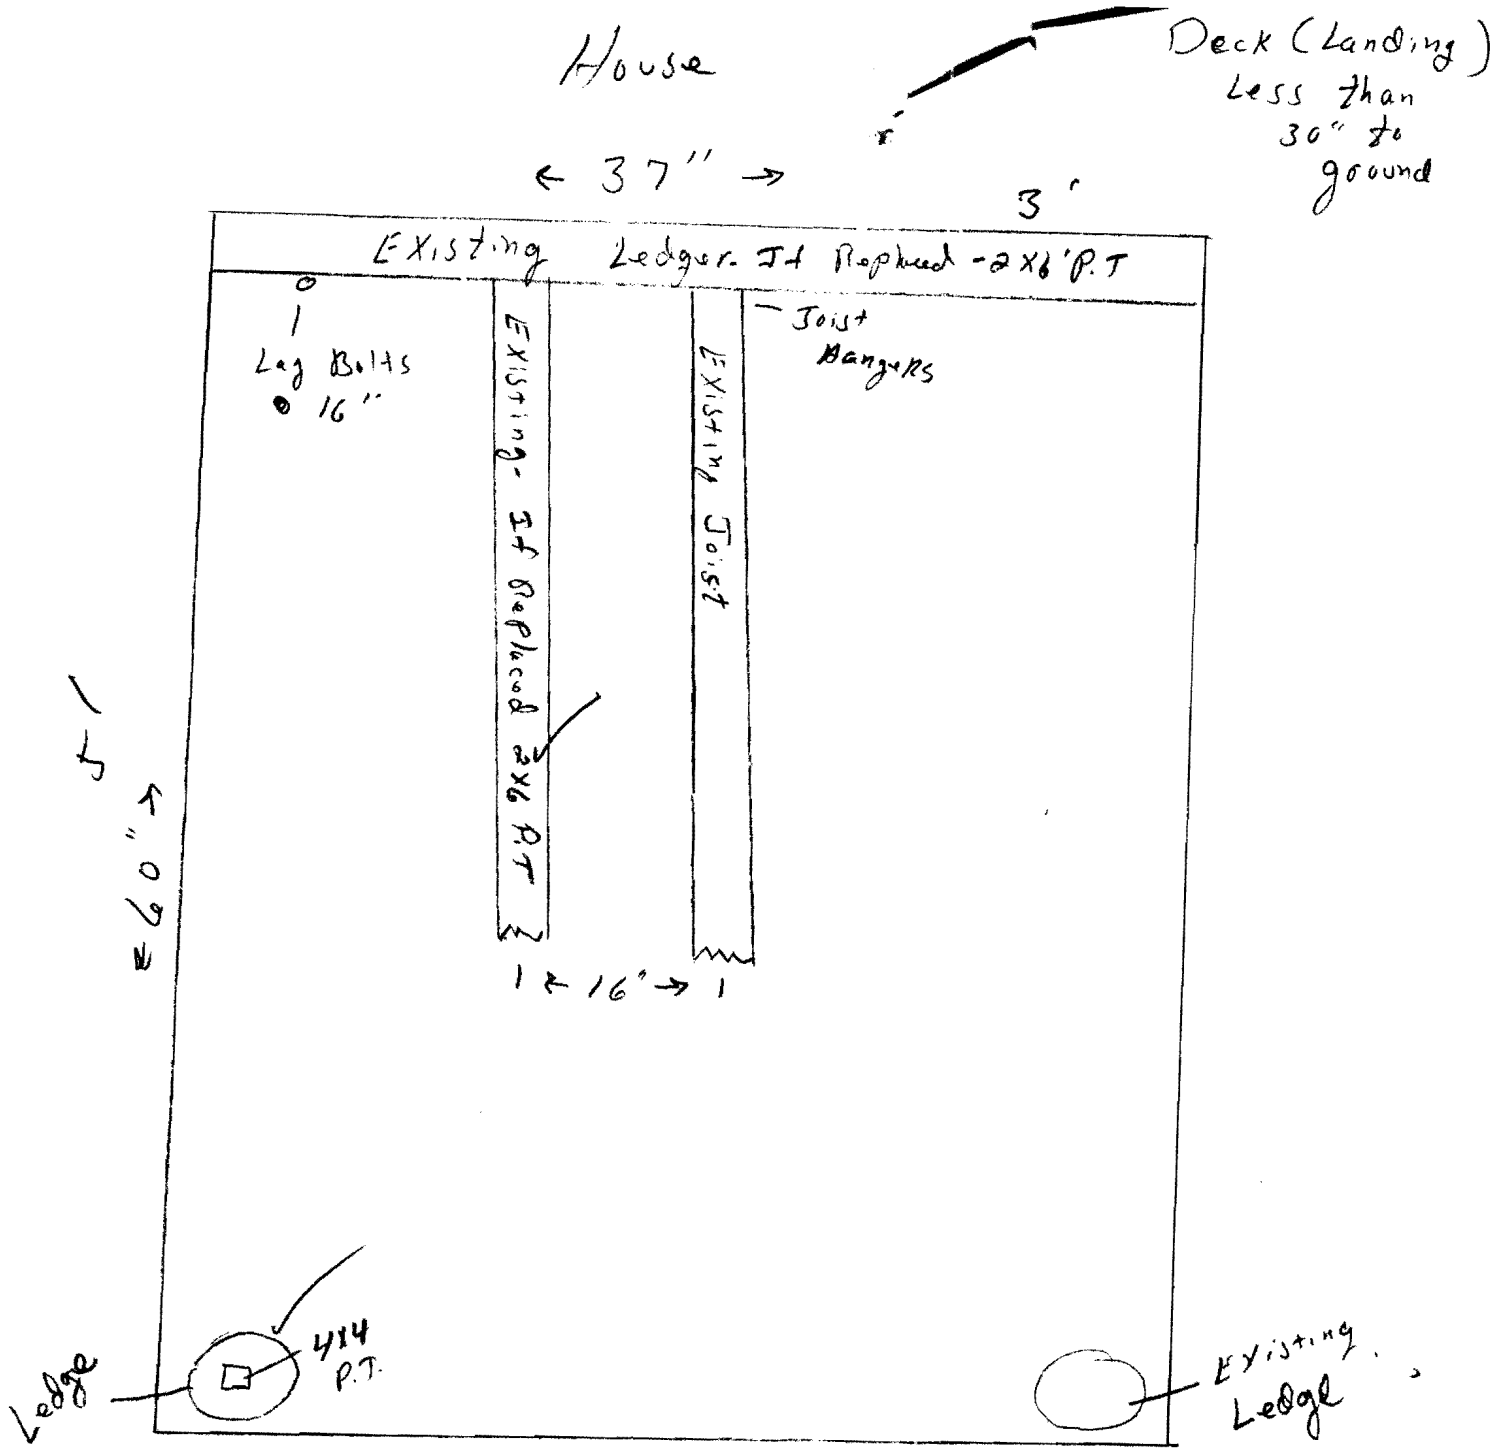 House
Deck (Landing)
Less than
30" to
ground
37"
3'
Existing Ledger. If Replaced - 2x6 P.T
Lag Bolts
16"
Existing - If Replaced 2x6 P.T
Existing Joist
Joist
Hangers
16"
5'
60"
Ledge
4x4
P.T.
Existing
Ledge